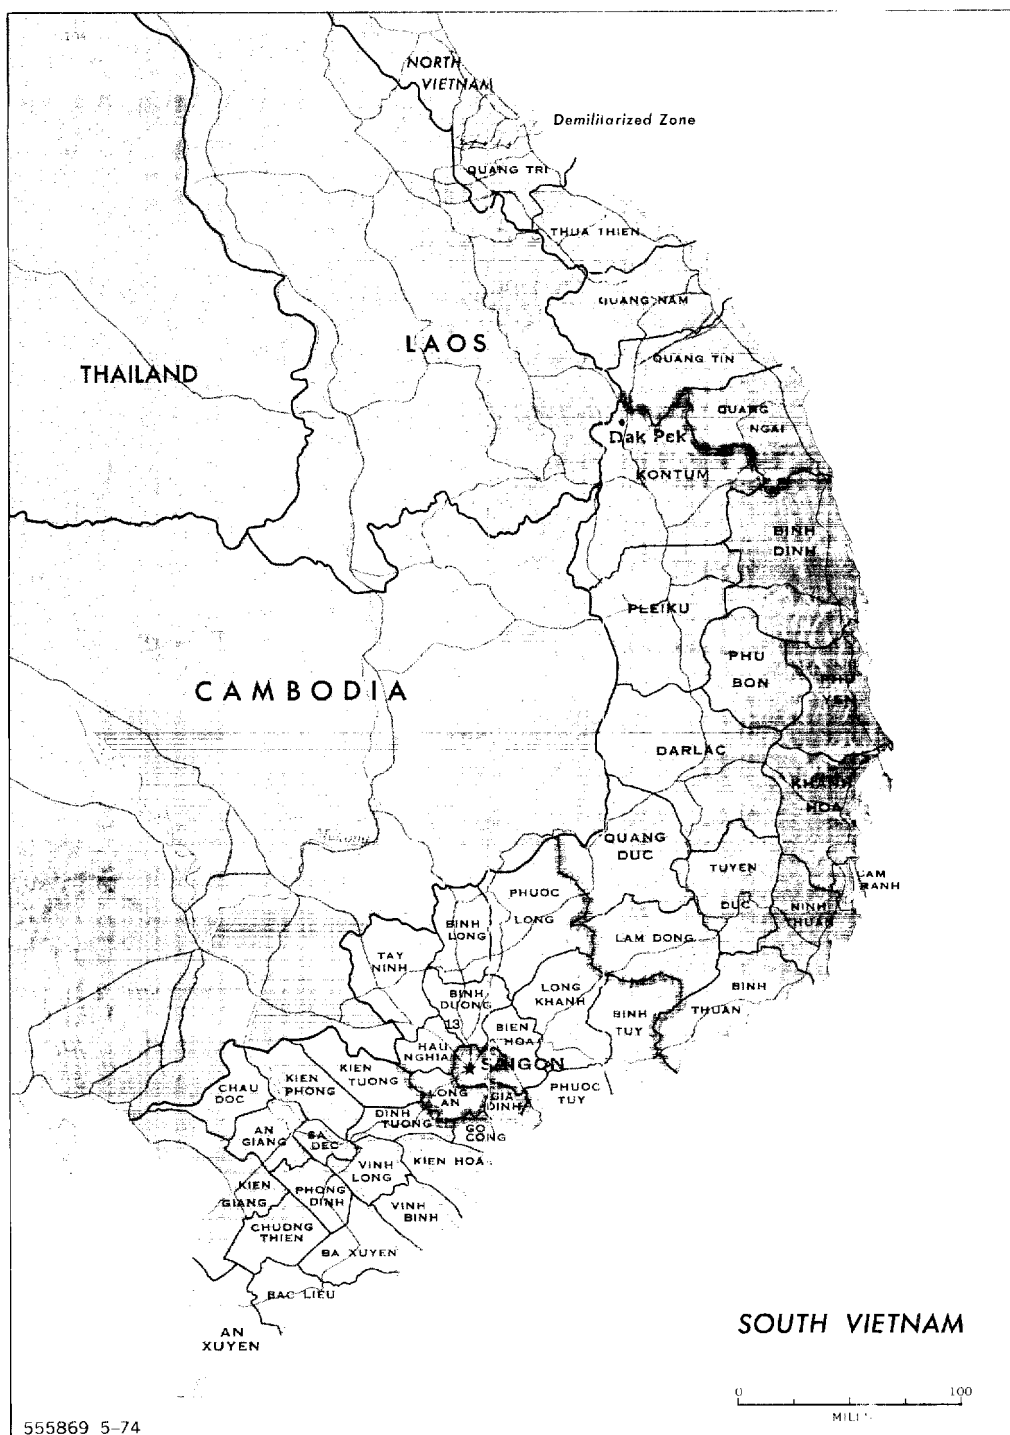 NORTH
VIETNAM
Demilitarized Zone
QUANG TRI
THUA THIEN
QUANG NAM
LAOS
QUANG TIN
THAILAND
QUANG
NGAI
Dak Pek
KONTUM
BINH
DINH
PLEIKU
PHU
BON
PHU
YEN
CAMBODIA
DARLAC
KHANH
HOA
QUANG
DUC
TUYEN
DUC
CAM
RANH
PHUOC
LONG
NINH
THUAN
BINH
LONG
LAM DONG
TAY
NINH
BINH
THUAN
LONG
KHANH
BINH
DUONG
BINH
TUY
13
BIEN
HOA
HAU
NGHIA
SAIGON
KIEN
TUONG
KIEN
PHONG
CHAU
DOC
PHUOC
TUY
LONG
AN
GIA
DINH
DINH
TUONG
GO
CONG
AN
GIANG
SA
DEC
KIEN HOA
VINH
LONG
KIEN
GIANG
PHONG
DINH
VINH
BINH
CHUONG
THIEN
BA XUYEN
BAC LIEU
AN
XUYEN
SOUTH VIETNAM
0 100
MILES
555869 5-74